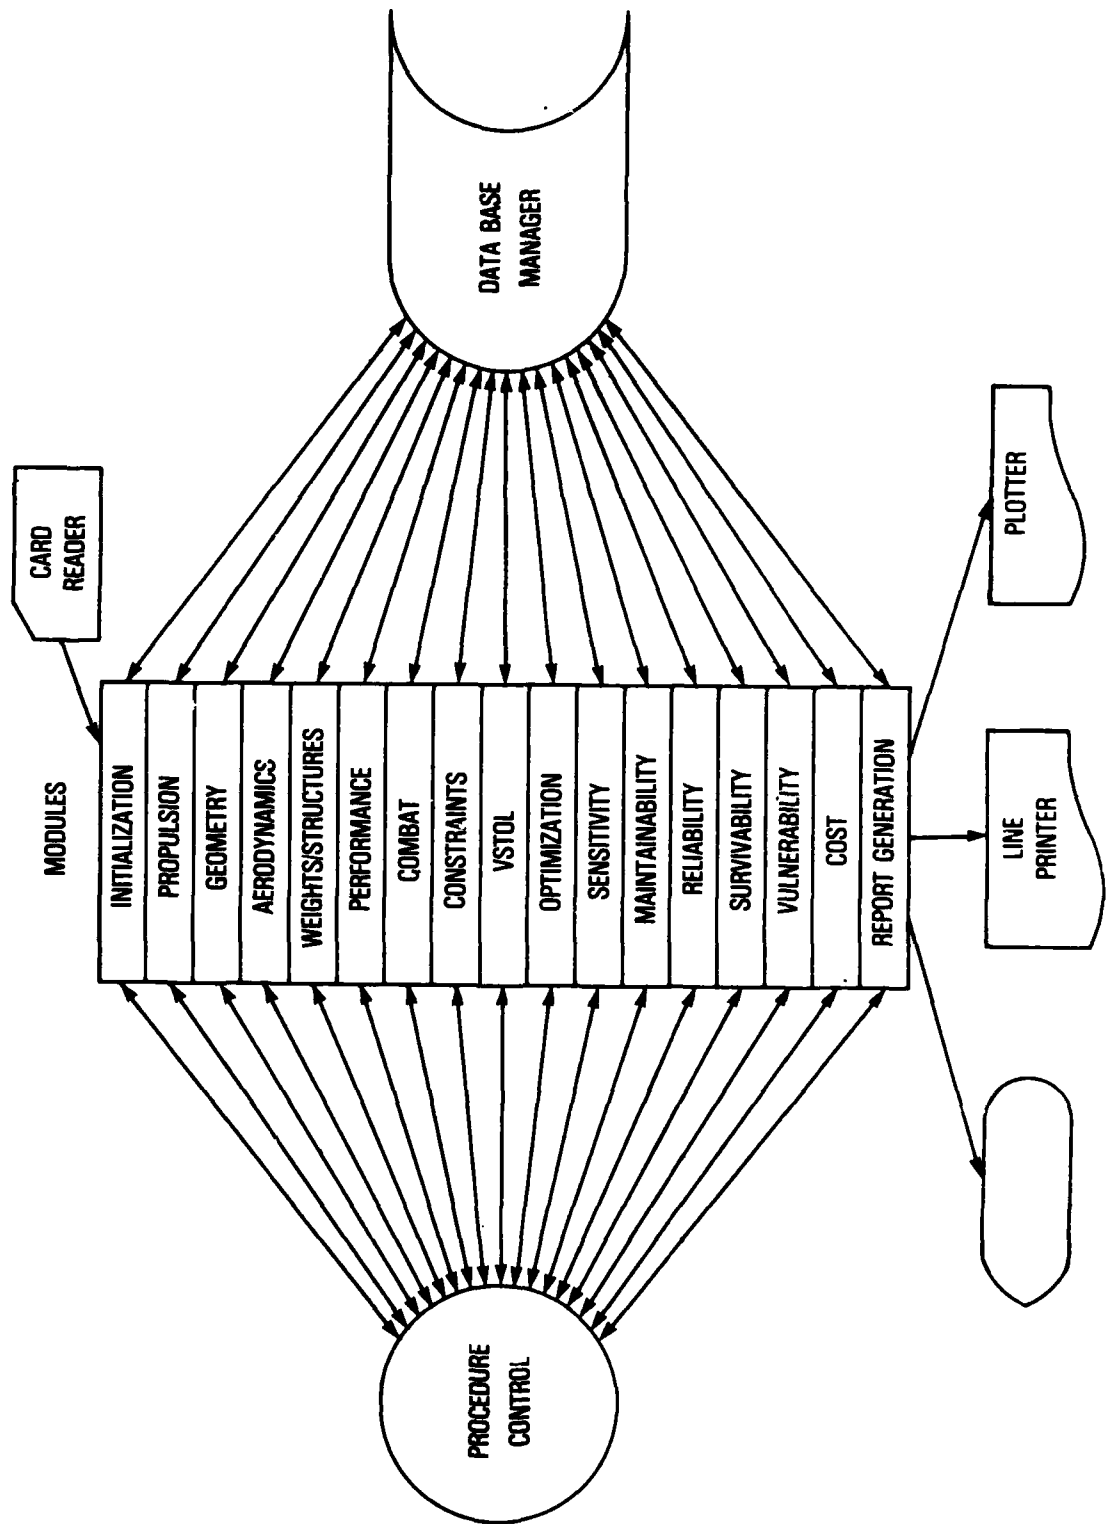 CARD
READER
MODULES
INITIALIZATION
PROPULSION
GEOMETRY
AERODYNAMICS
WEIGHTS/STRUCTURES
PERFORMANCE
COMBAT
CONSTRAINTS
VSTOL
OPTIMIZATION
SENSITIVITY
MAINTAINABILITY
RELIABILITY
SURVIVABILITY
VULNERABILITY
COST
REPORT GENERATION
PROCEDURE
CONTROL
DATA BASE
MANAGER
LINE
PRINTER
PLOTTER